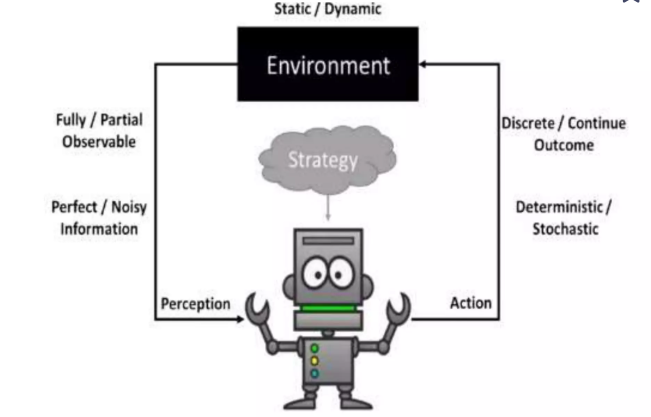 Static / Dynamic
Environment
Fully / Partial
Observable
Discrete / Continue
Outcome
Strategy
Perfect / Noisy
Information
Deterministic /
Stochastic
Perception
Action